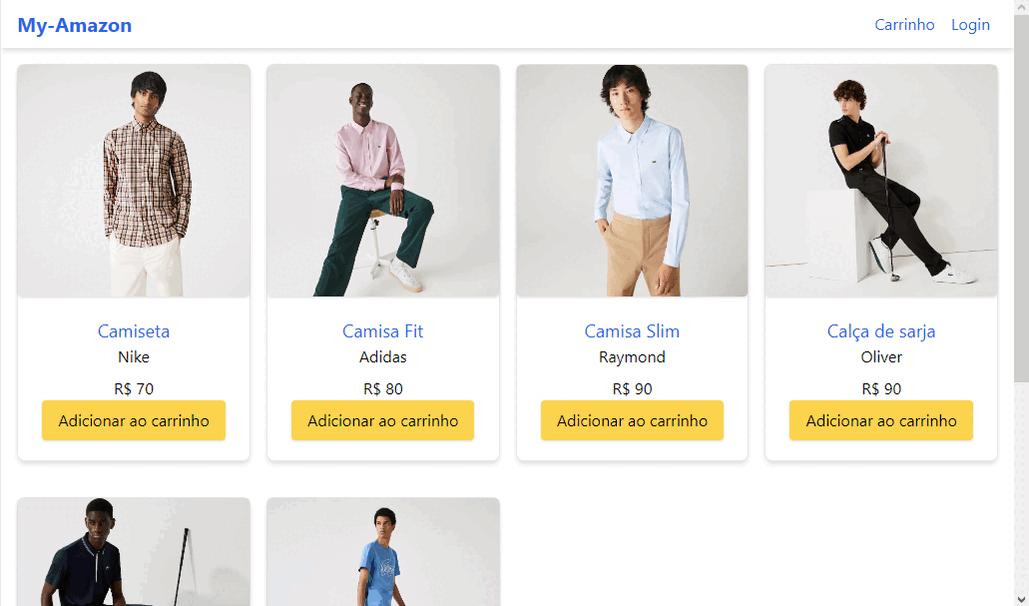 My-Amazon
Carrinho Login
Camiseta
Nike
R$ 70
Adicionar ao carrinho
Camisa Fit
Adidas
R$ 80
Adicionar ao carrinho
Camisa Slim
Raymond
R$ 90
Adicionar ao carrinho
Calça de sarja
Oliver
R$ 90
Adicionar ao carrinho